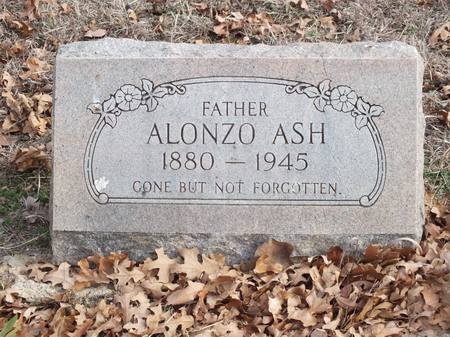 FATHER
ALONZO ASH
1880 — 1945
GONE BUT NOT FORGOTTEN.